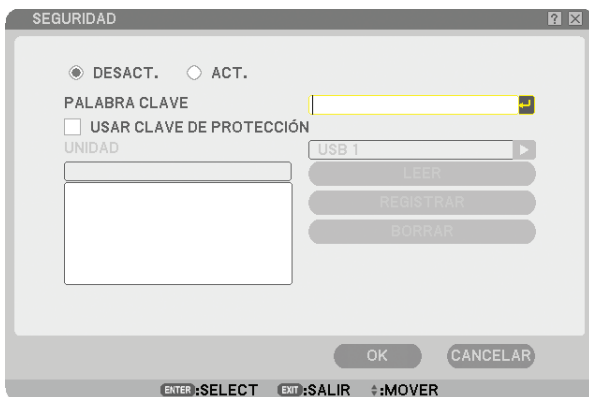 SEGURIDAD
DESACT. ACT.
PALABRA CLAVE
USAR CLAVE DE PROTECCIÓN
UNIDAD USB 1
LEER
REGISTRAR
BORRAR
OK CANCELAR
ENTER :SELECT EXIT :SALIR :MOVER